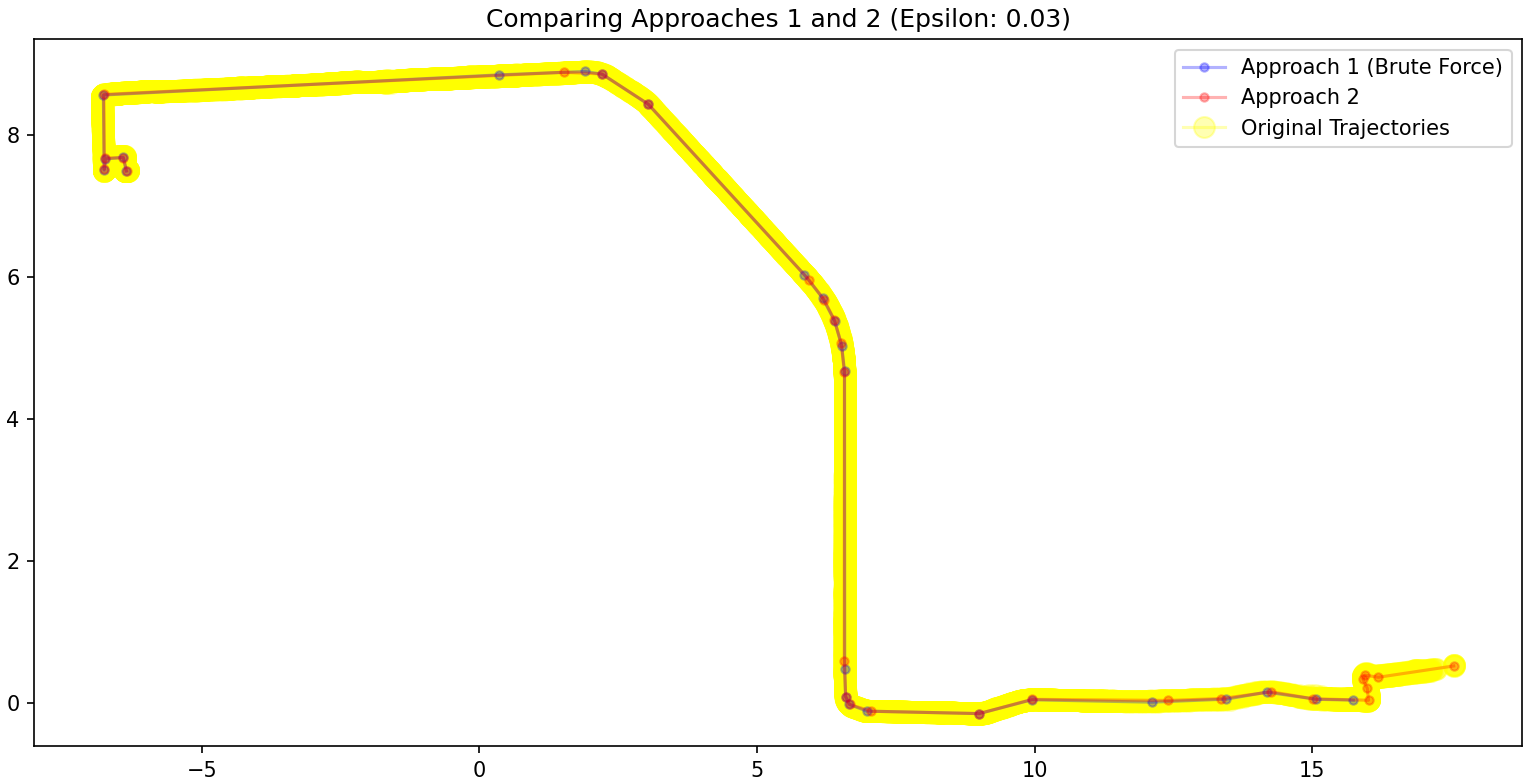 Comparing Approaches 1 and 2 (Epsilon: 0.03)
Approach 1 (Brute Force)
Approach 2
Original Trajectories
8
6
4
2
0
−5
0
5
10
15